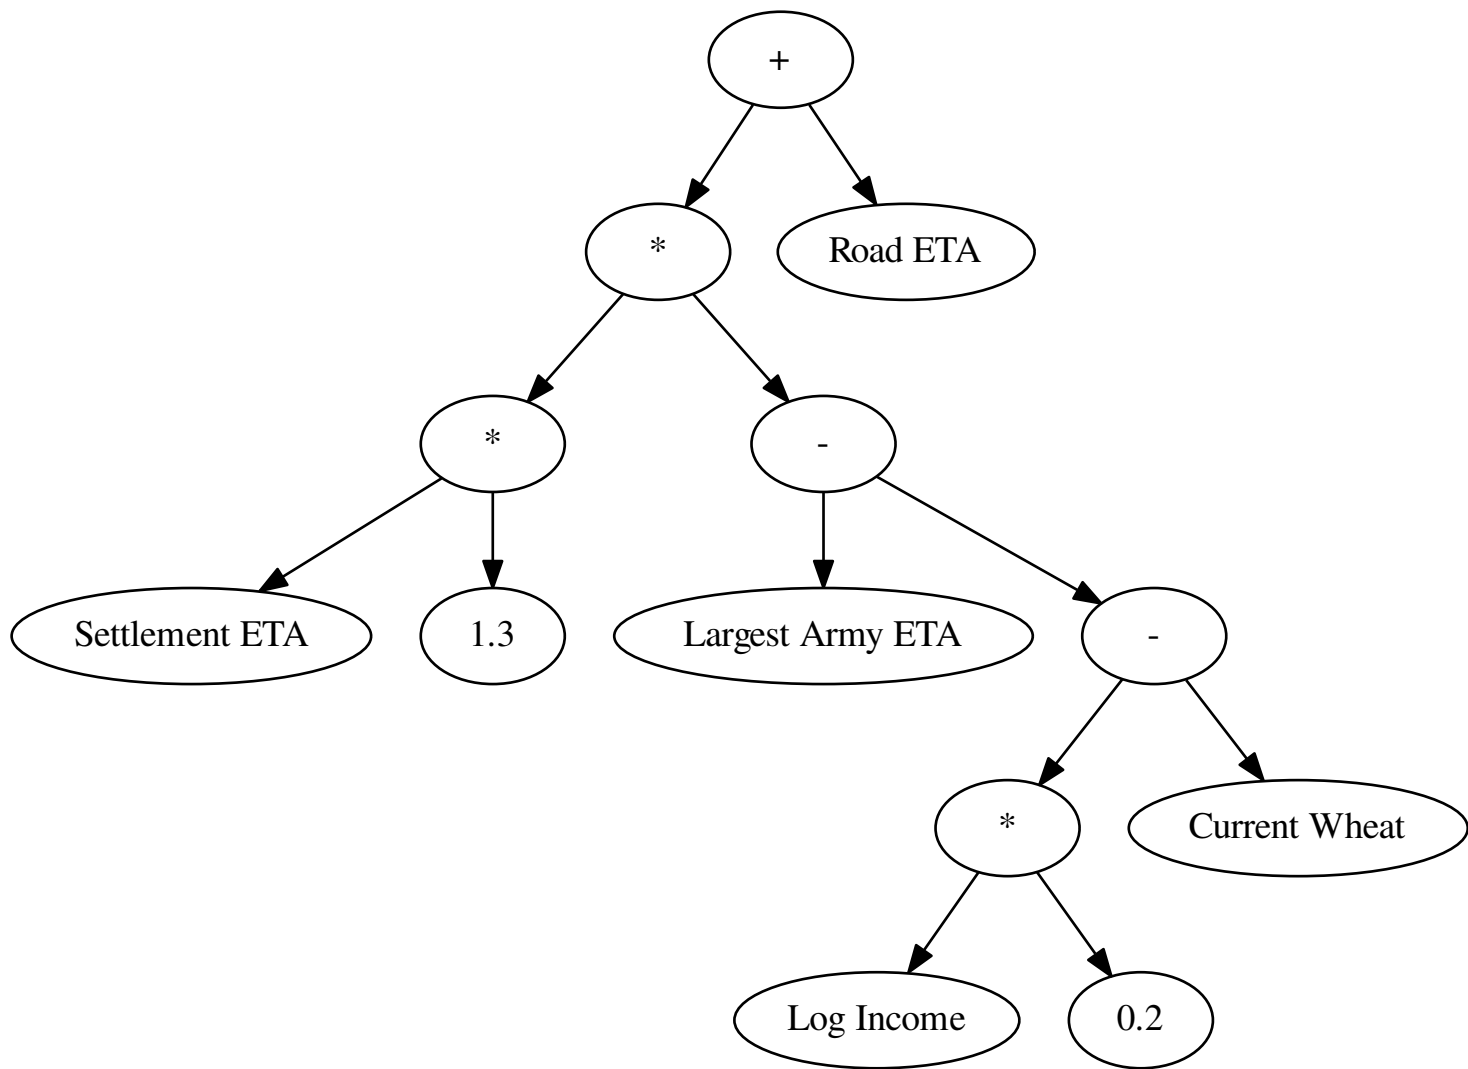 +
*
Road ETA
*
-
Settlement ETA
1.3
Largest Army ETA
-
*
Current Wheat
Log Income
0.2